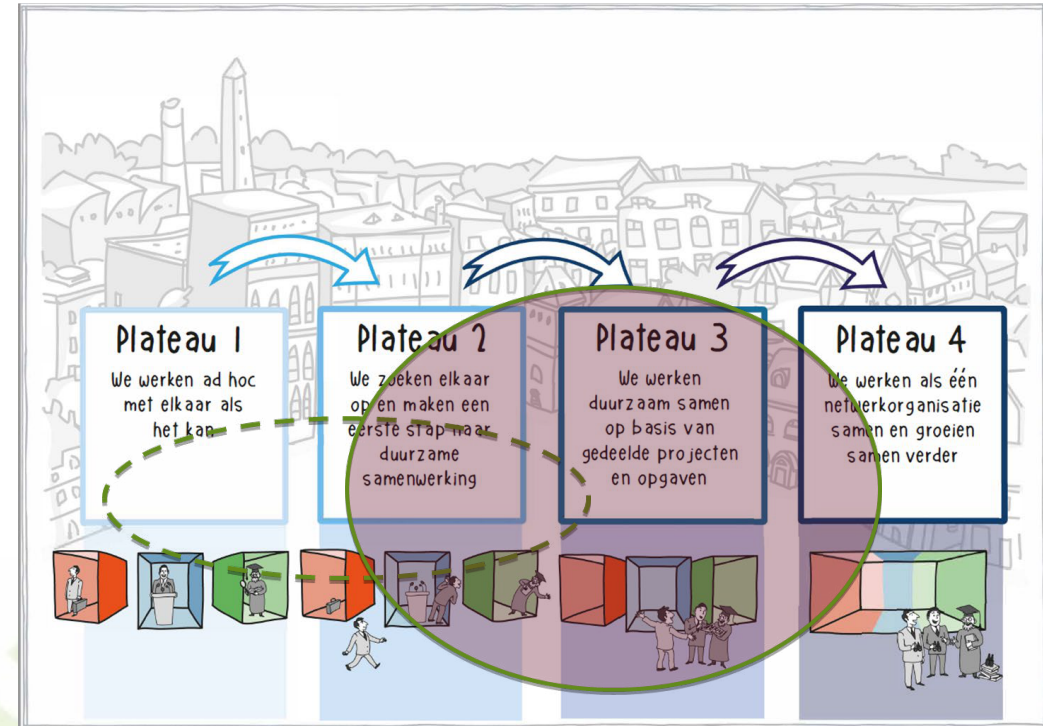 Plateau 1
We werken ad hoc
met elkaar als
het kan
Plateau 2
We zoeken elkaar
op en maken een
eerste stap naar
duurzame
samenwerking
Plateau 3
We werken
duurzaam samen
op basis van
gedeelde projecten
en opgaven
Plateau 4
We werken als één
netwerkorganisatie
samen en groeien
samen verder